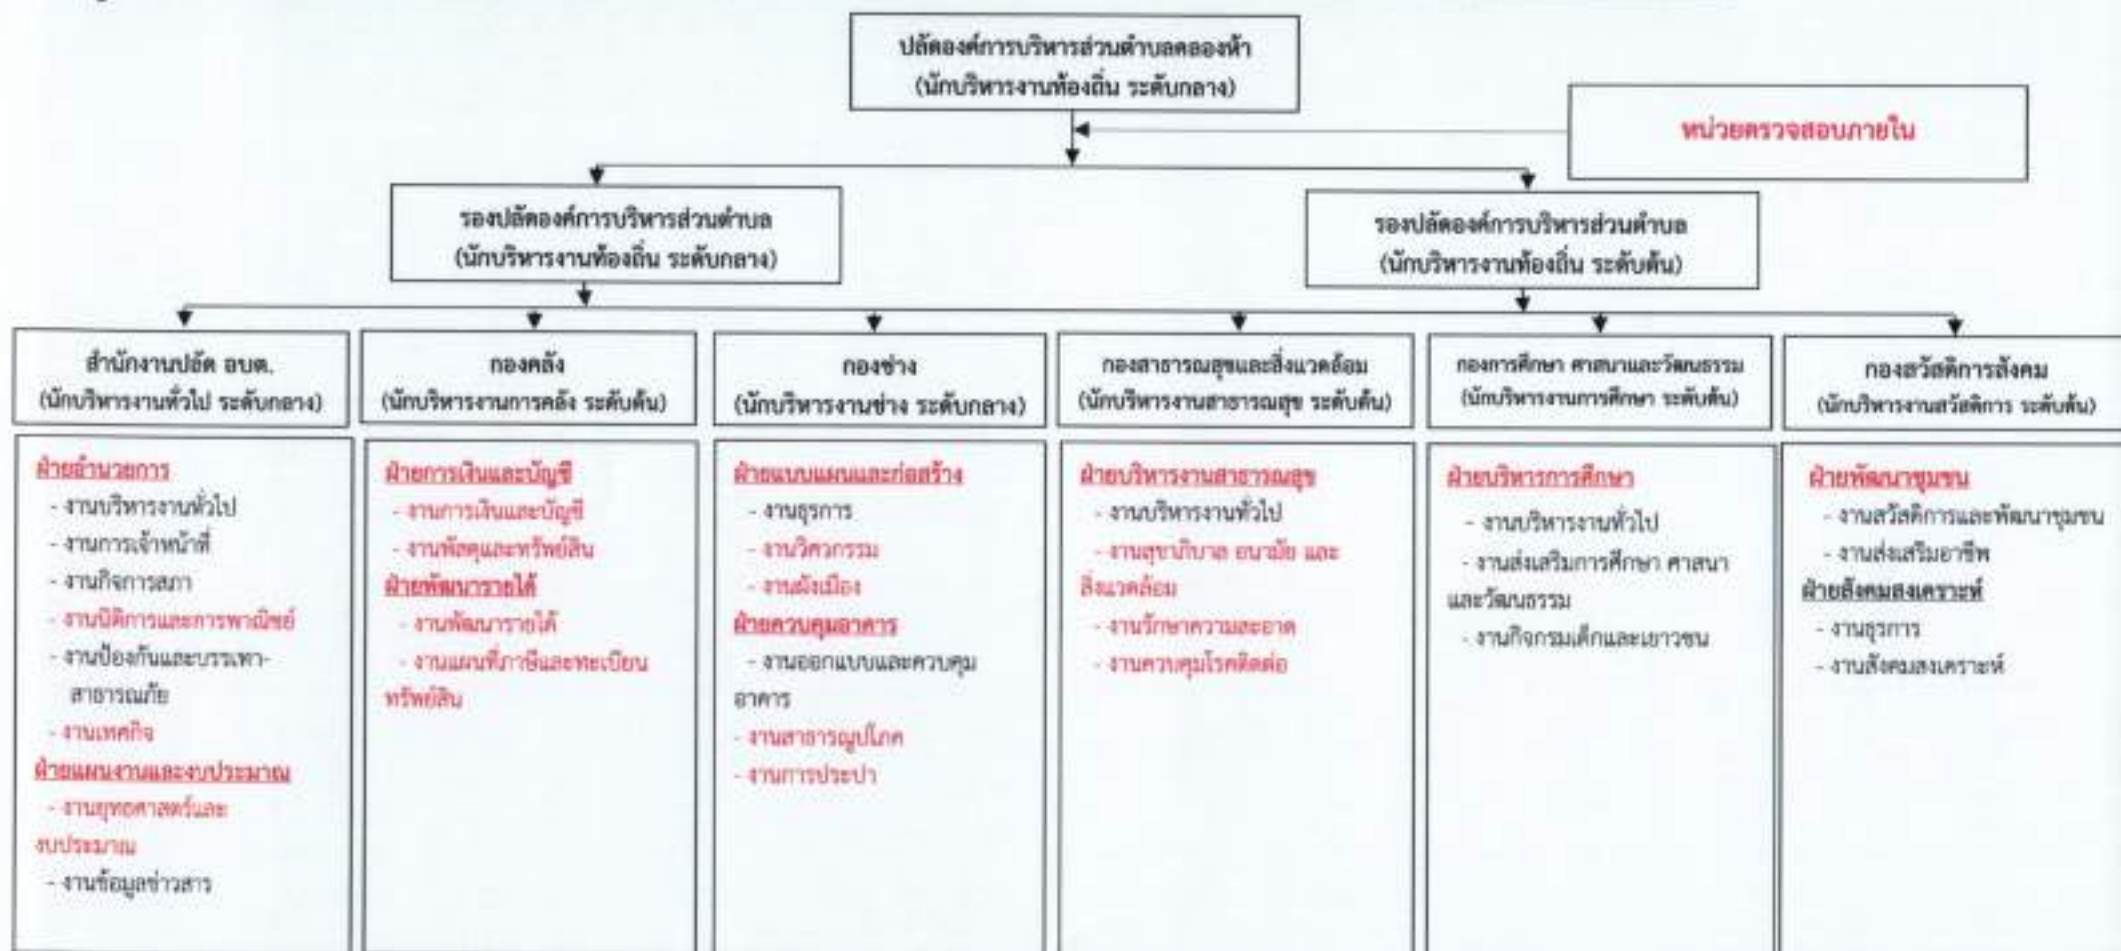 ปลัดองค์การบริหารส่วนตำบลคลองห้า
(นักบริหารงานท้องถิ่น ระดับกลาง)
หน่วยตรวจสอบภายใน
รองปลัดองค์การบริหารส่วนตำบล
(นักบริหารงานท้องถิ่น ระดับกลาง)
รองปลัดองค์การบริหารส่วนตำบล
(นักบริหารงานท้องถิ่น ระดับต้น)
สำนักงานปลัด อบต.
(นักบริหารงานทั่วไป ระดับกลาง)
กองคลัง
(นักบริหารงานการคลัง ระดับต้น)
กองช่าง
(นักบริหารงานช่าง ระดับกลาง)
กองสาธารณสุขและสิ่งแวดล้อม
(นักบริหารงานสาธารณสุข ระดับต้น)
กองการศึกษา ศาสนาและวัฒนธรรม
(นักบริหารงานการศึกษา ระดับต้น)
กองสวัสดิการสังคม
(นักบริหารงานสวัสดิการ ระดับต้น)
ฝ่ายอำนวยการ
- งานบริหารงานทั่วไป
- งานการเจ้าหน้าที่
- งานกิจการสภา
- งานนิติการและการพาณิชย์
- งานป้องกันและบรรเทา-
สาธารณภัย
- งานเทศกิจ
ฝ่ายแผนงานและงบประมาณ
- งานยุทธศาสตร์และ
งบประมาณ
- งานข้อมูลข่าวสาร
ฝ่ายการเงินและบัญชี
- งานการเงินและบัญชี
- งานพัสดุและทรัพย์สิน
ฝ่ายพัฒนารายได้
- งานพัฒนารายได้
- งานแผนที่ภาษีและทะเบียน
ทรัพย์สิน
ฝ่ายแบบแผนและก่อสร้าง
- งานธุรการ
- งานวิศวกรรม
- งานผังเมือง
ฝ่ายควบคุมอาคาร
- งานออกแบบและควบคุม
อาคาร
- งานสาธารณูปโภค
- งานการประปา
ฝ่ายบริหารงานสาธารณสุข
- งานบริหารงานทั่วไป
- งานสุขาภิบาล อนามัย และ
สิ่งแวดล้อม
- งานรักษาความสะอาด
- งานควบคุมโรคติดต่อ
ฝ่ายบริหารการศึกษา
- งานบริหารงานทั่วไป
- งานส่งเสริมการศึกษา ศาสนา
และวัฒนธรรม
- งานกิจกรมเด็กและเยาวชน
ฝ่ายพัฒนาชุมชน
- งานสวัสดิการและพัฒนาชุมชน
- งานส่งเสริมอาชีพ
ฝ่ายสังคมสงเคราะห์
- งานธุรการ
- งานสังคมสงเคราะห์